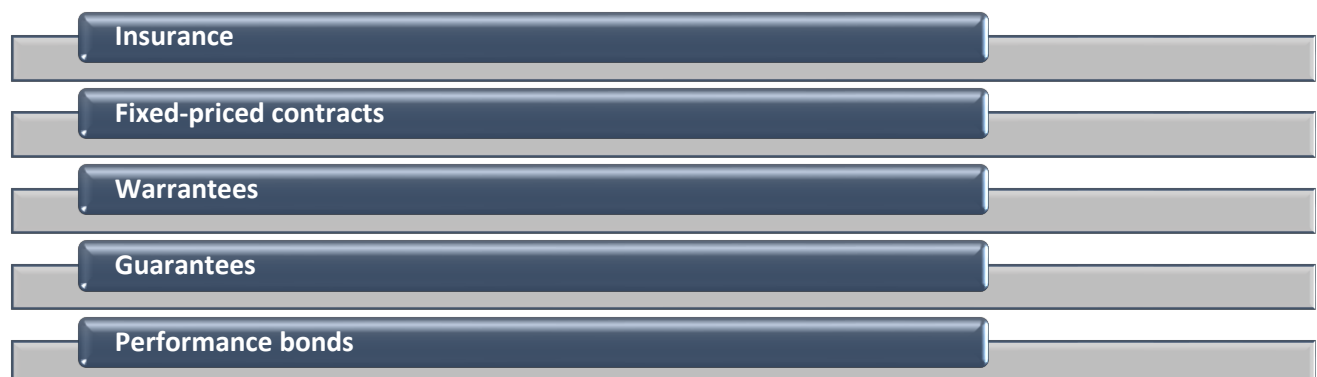 Insurance
Fixed-priced contracts
Warrantees
Guarantees
Performance bonds